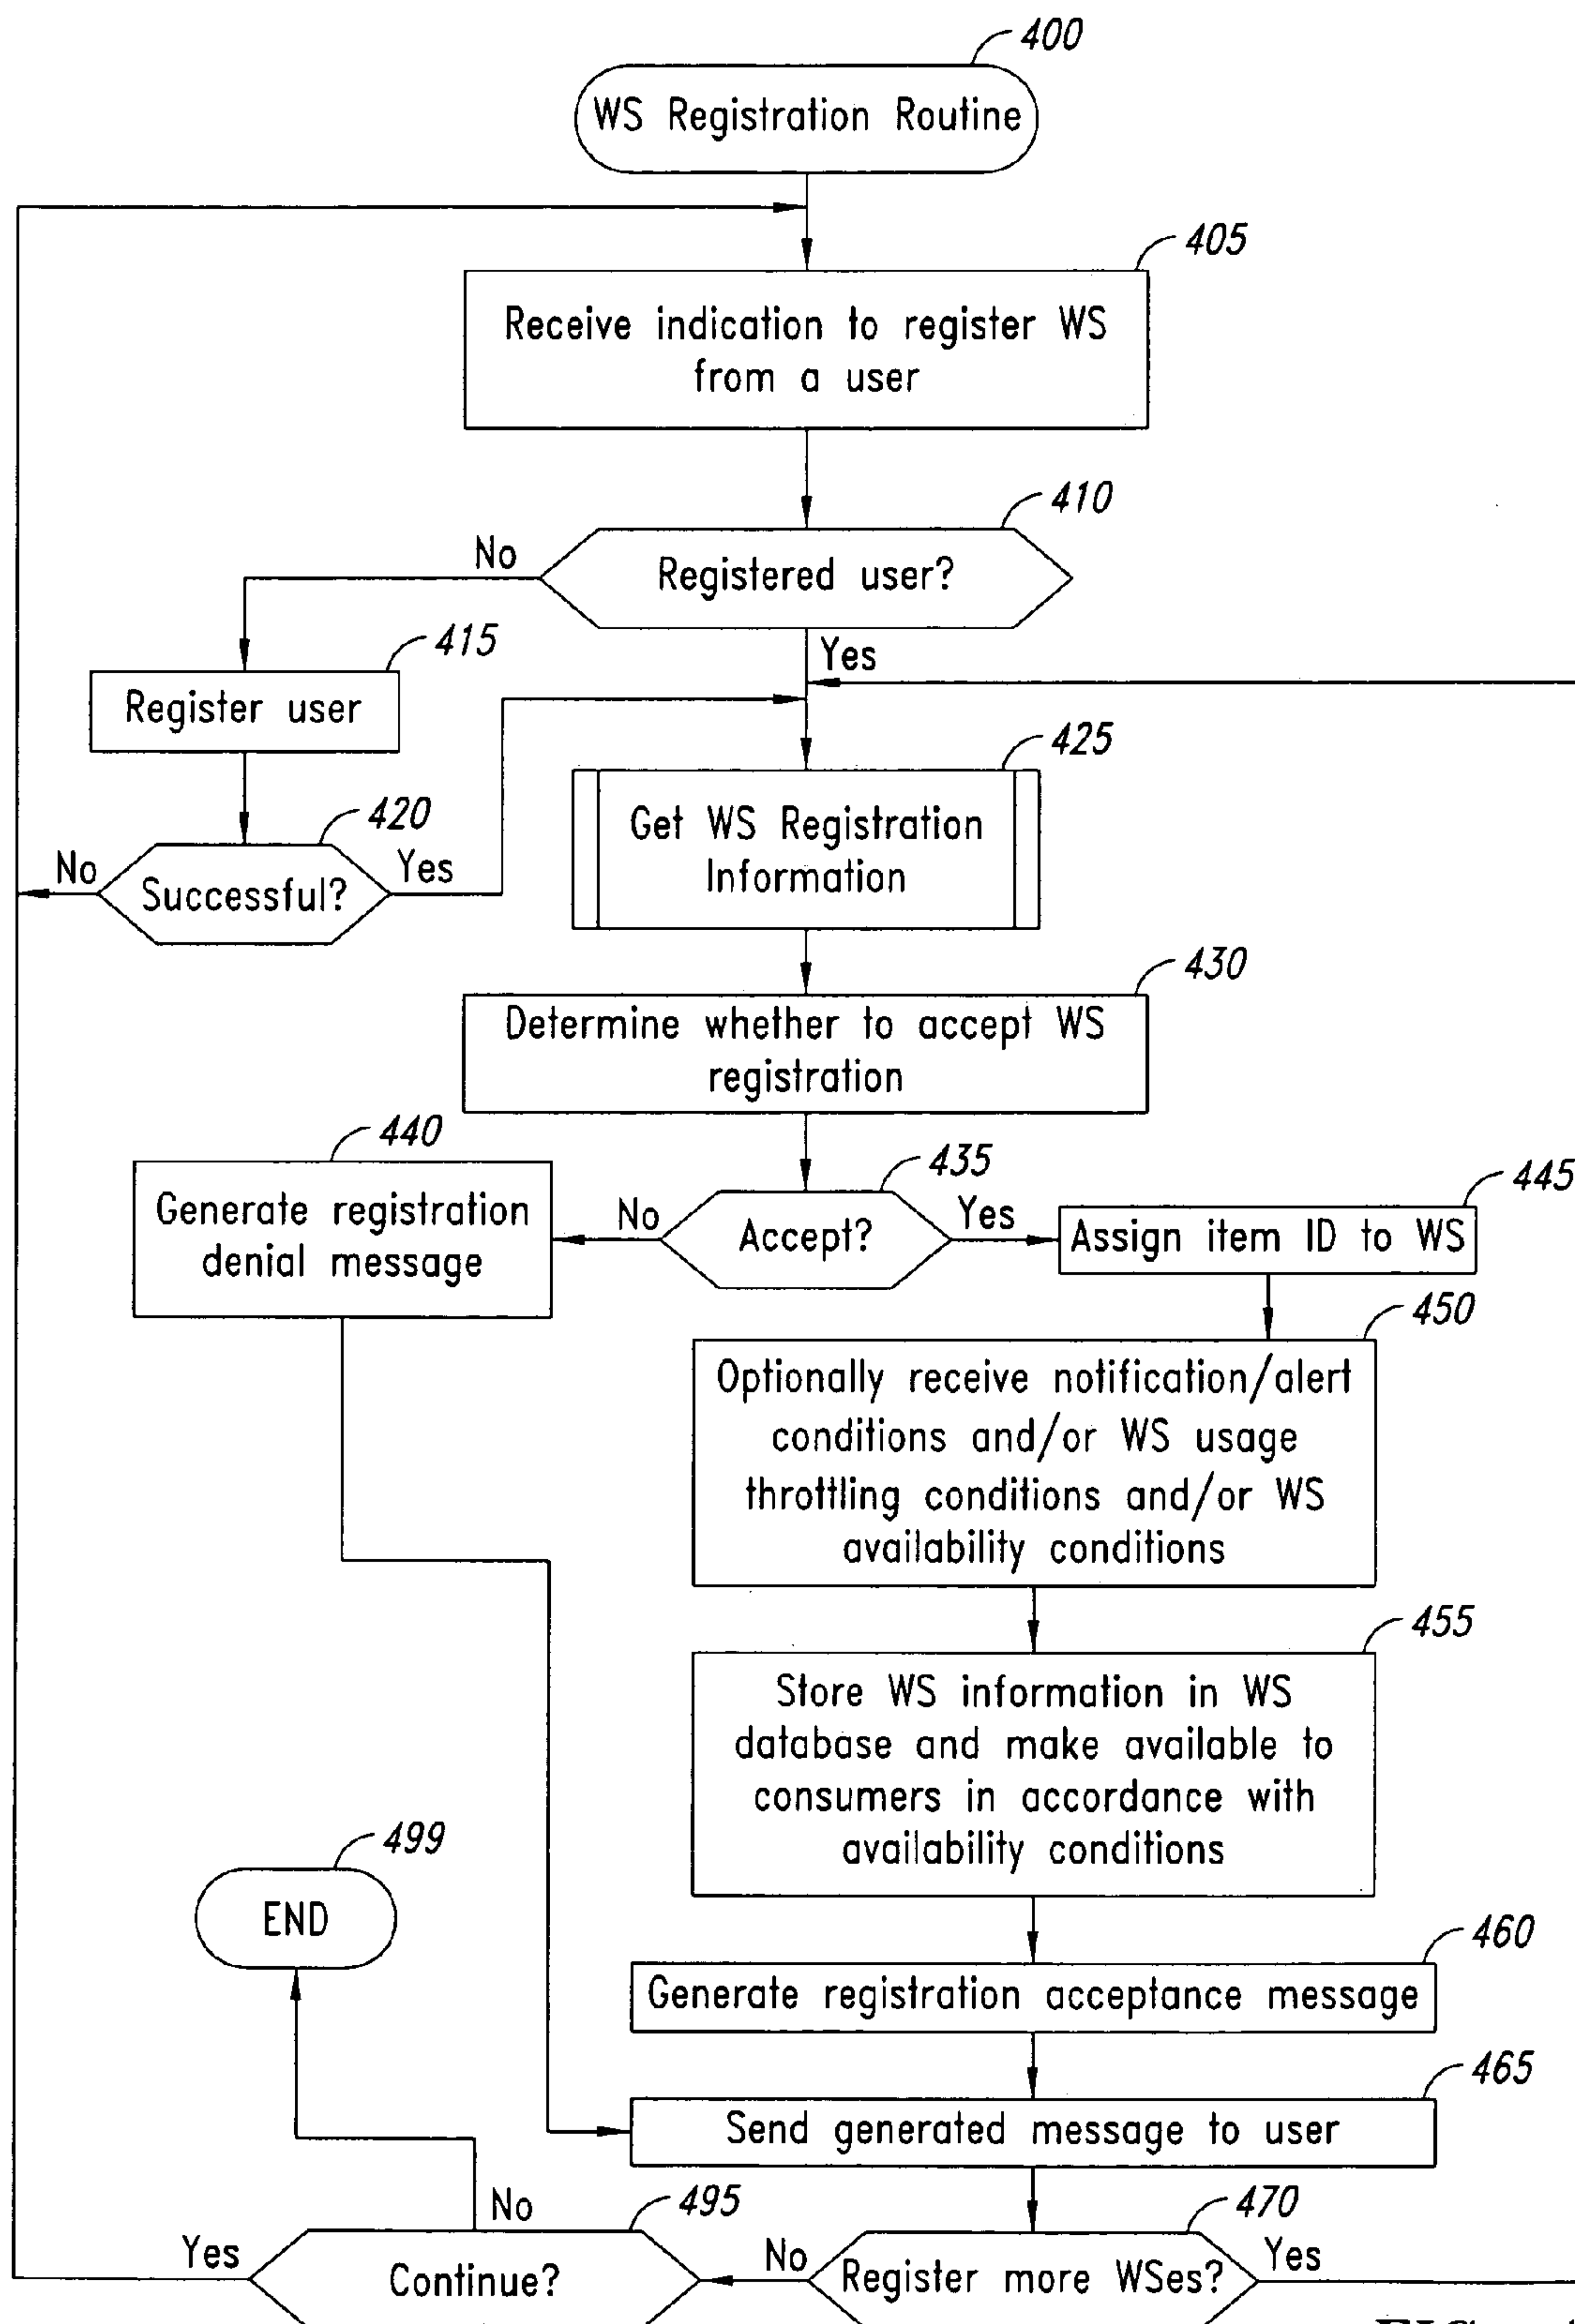 400
WS Registration Routine
405
Receive indication to register WS
from a user
410
No
Registered user?
Yes
415
Register user
425
Get WS Registration
Information
420
No
Successful?
Yes
430
Determine whether to accept WS
registration
440
Generate registration
denial message
435
No
Accept?
Yes
445
Assign item ID to WS
450
Optionally receive notification/alert
conditions and/or WS usage
throttling conditions and/or WS
availability conditions
455
Store WS information in WS
database and make available to
consumers in accordance with
availability conditions
499
END
460
Generate registration acceptance message
465
Send generated message to user
No
495
470
Yes
Continue?
No
Register more WSes?
Yes